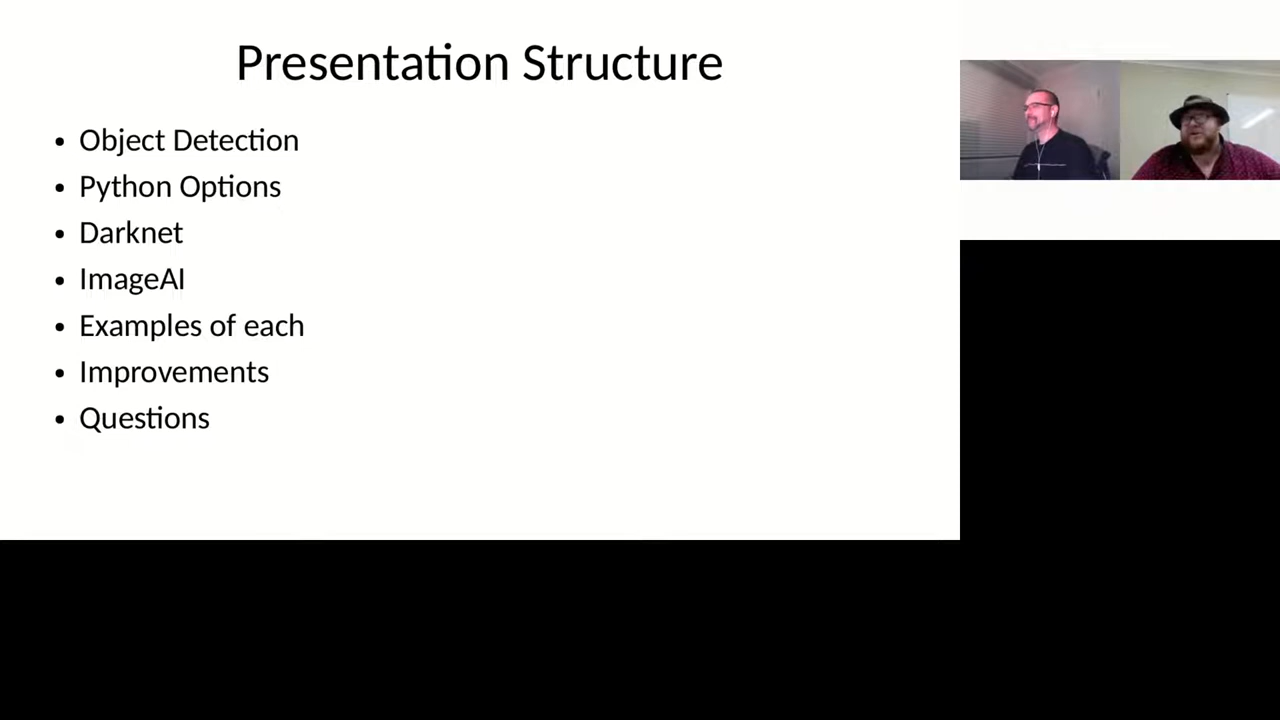 Presentation Structure
• Object Detection
• Python Options
• Darknet
• ImageAI
• Examples of each
• Improvements
• Questions